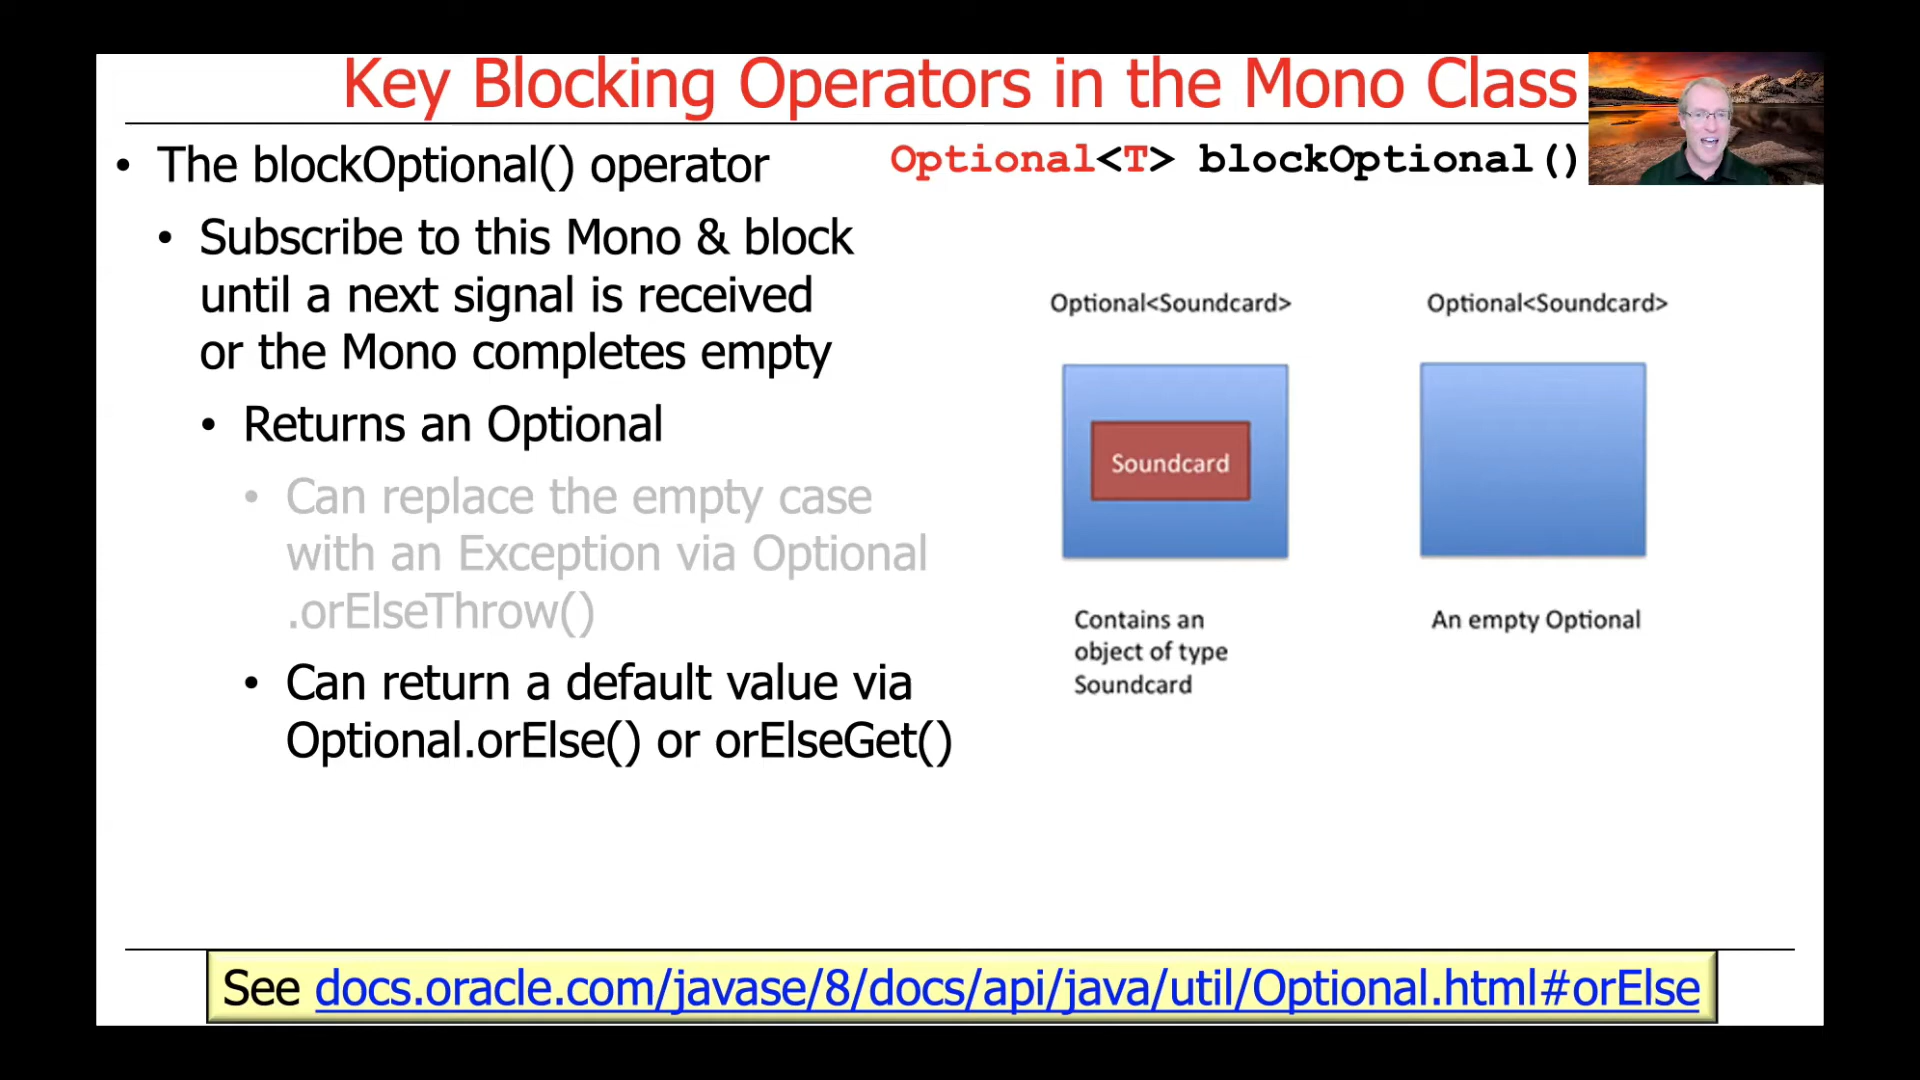 Key Blocking Operators in the Mono Class
• The blockOptional() operator
Optional<T> blockOptional()
• Subscribe to this Mono & block
until a next signal is received
or the Mono completes empty
• Returns an Optional
• Can replace the empty case
with an Exception via Optional
.orElseThrow()
• Can return a default value via
Optional.orElse() or orElseGet()
Optional<Soundcard>
Soundcard
Contains an
object of type
Soundcard
Optional<Soundcard>
An empty Optional
See docs.oracle.com/javase/8/docs/api/java/util/Optional.html#orElse